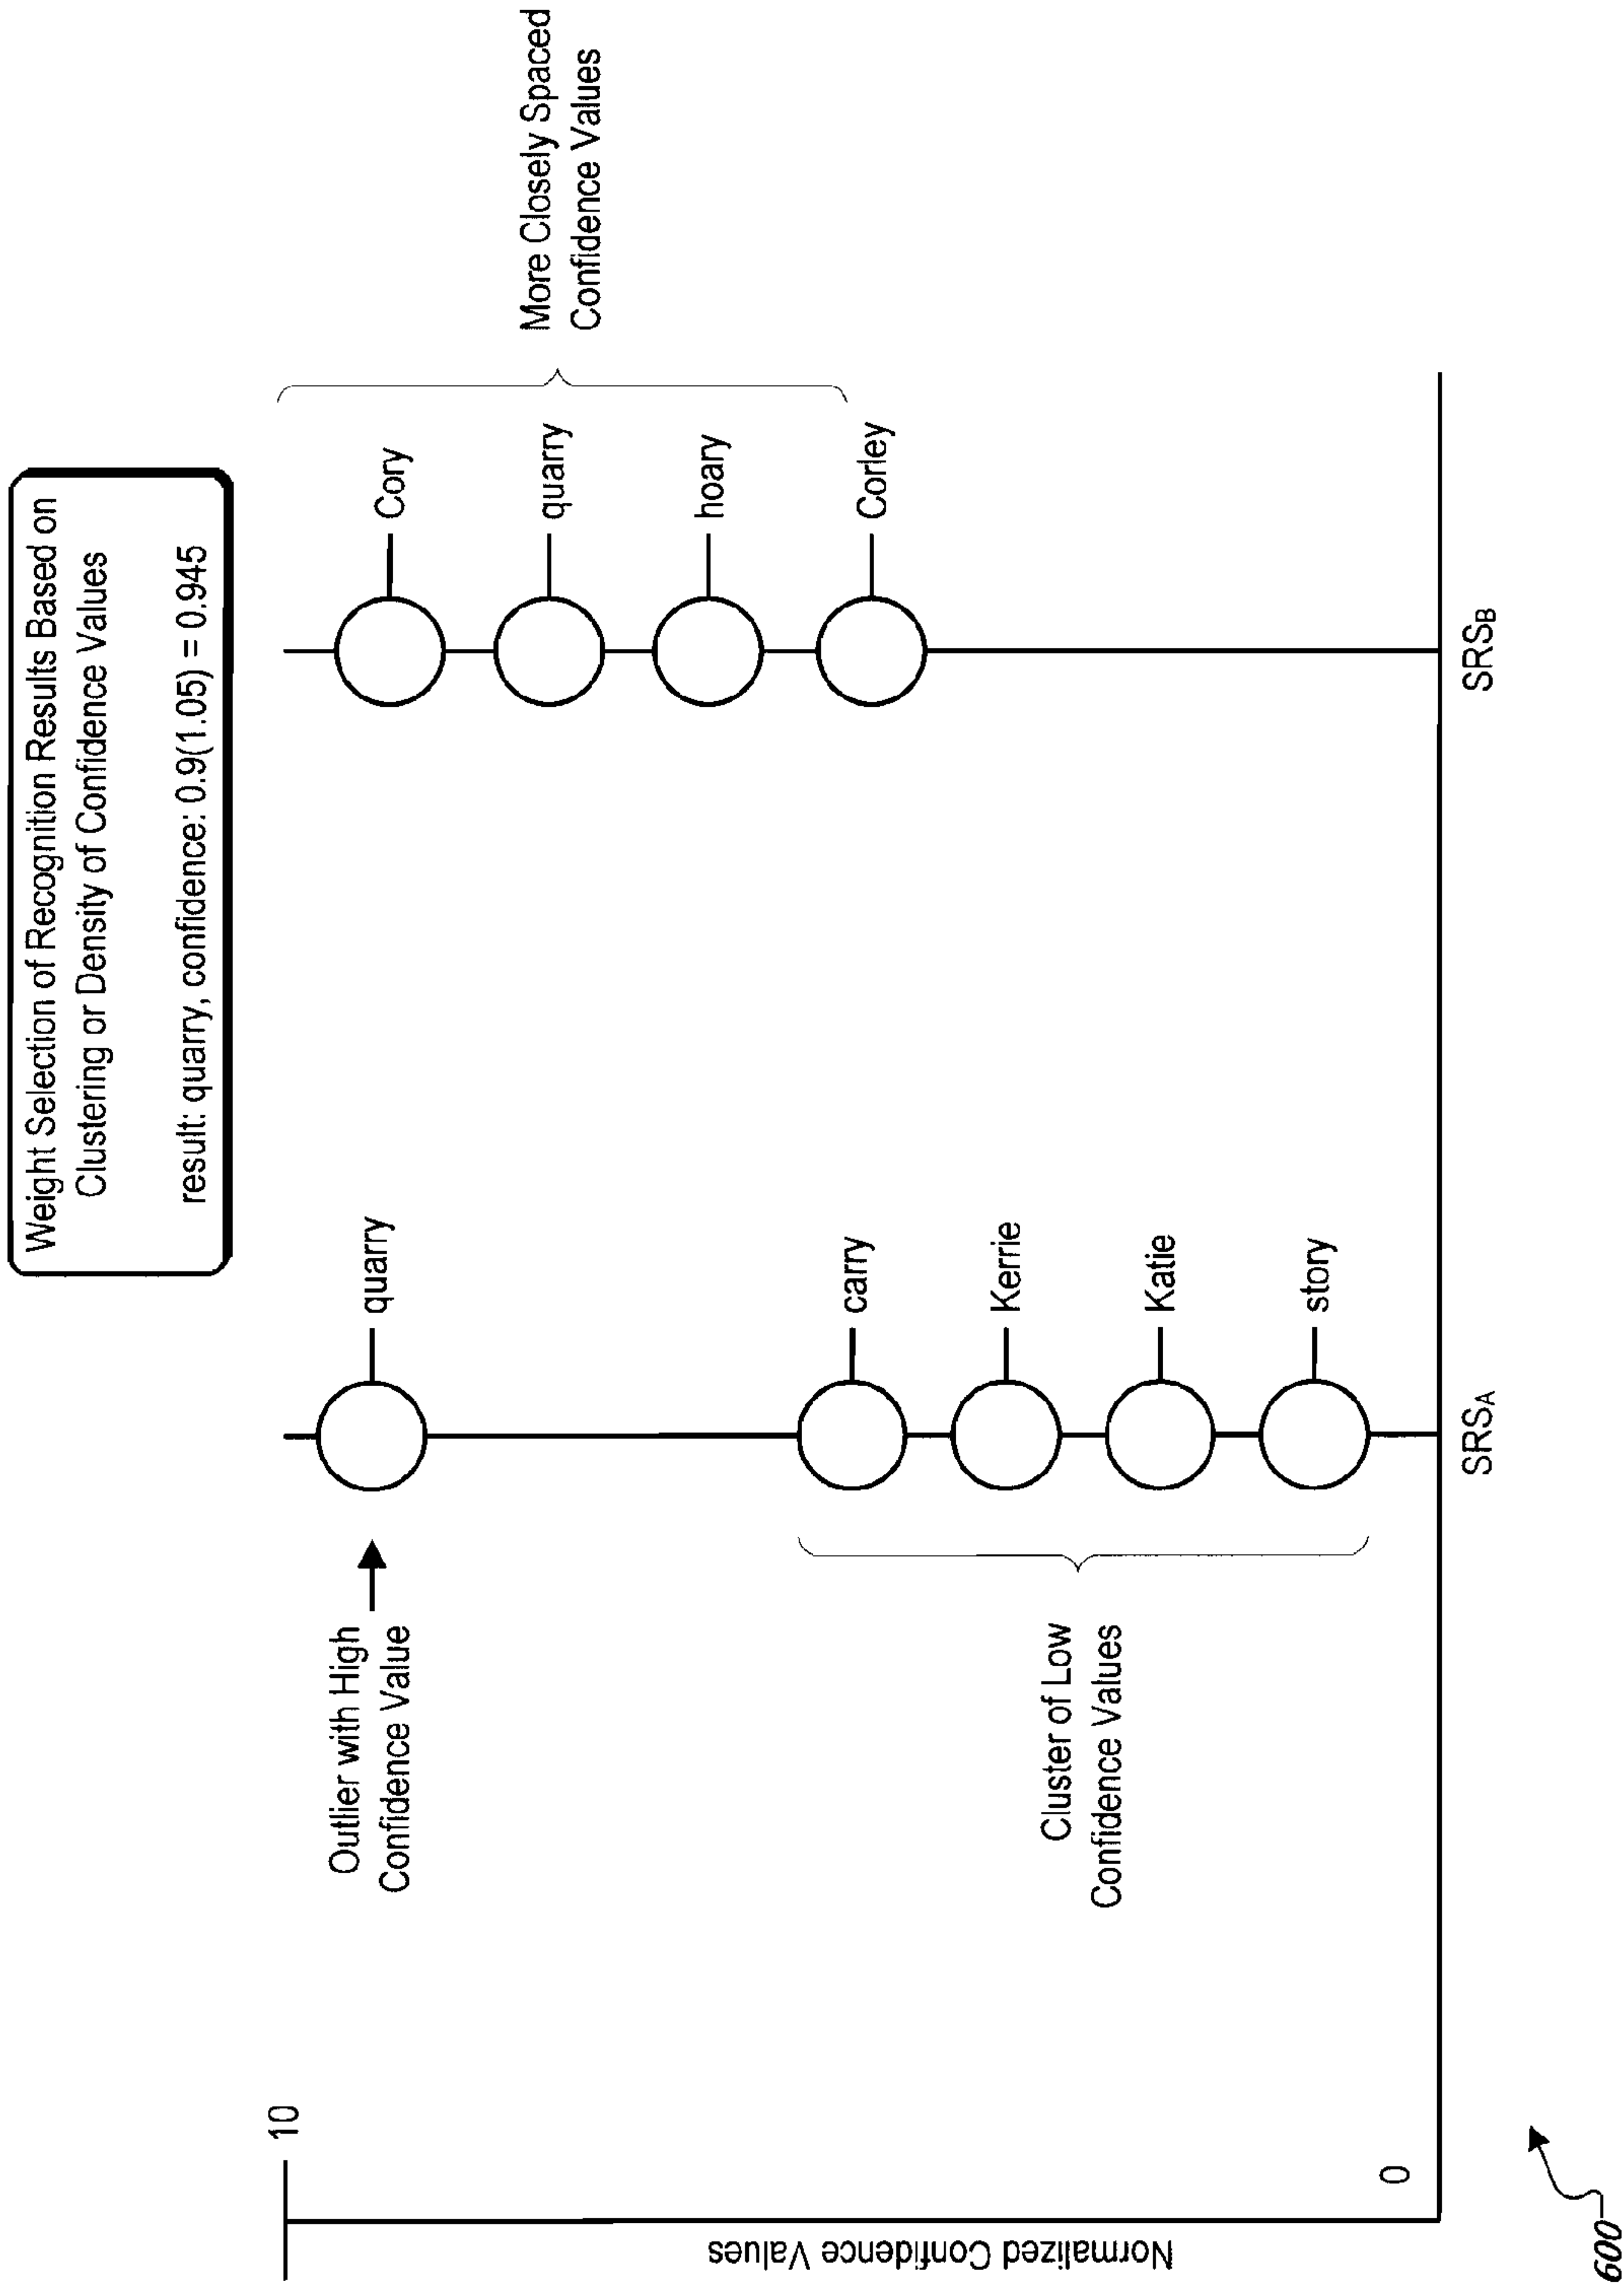 Weight Selection of Recognition Results Based on
Clustering or Density of Confidence Values
result: quarry, confidence: 0.9(1.05) = 0.945
10
Normalized Confidence Values
0
Outlier with High
Confidence Value
quarry
Cluster of Low
Confidence Values
carry
Kerrie
Katie
story
Cory
quarry
hoary
Corley
More Closely Spaced
Confidence Values
SRSA
SRSB
600